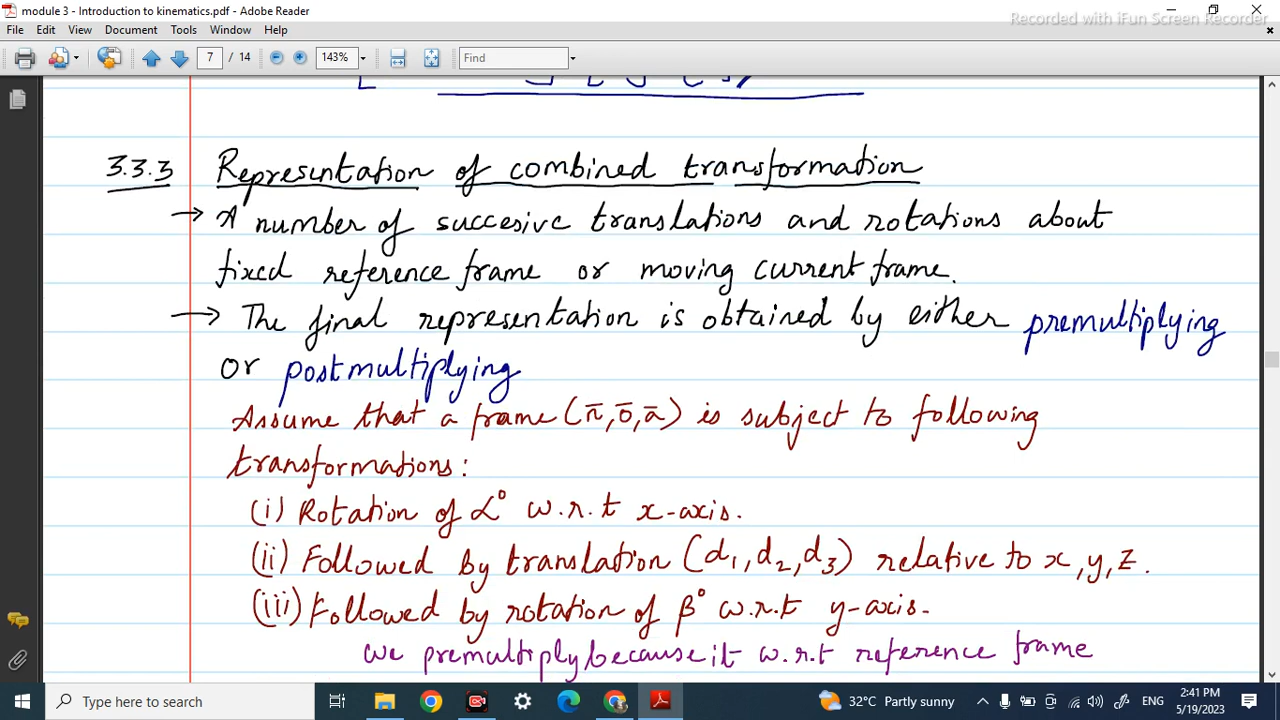 module 3 - Introduction to kinematics.pdf - Adobe Reader
Recorded with iFun Screen Recorder
File Edit View Document Tools Window Help
7 / 14 143% Find
3.3.3 Representation of combined transformation
→ A number of succesive translations and rotations about
fixed reference frame or moving current frame.
→ The final representation is obtained by either premultiplying
or postmultiplying
Assume that a frame (n̄, ō, ā) is subject to following
transformations:
(i) Rotation of α° w.r.t x-axis.
(ii) Followed by translation (d₁, d₂, d₃) relative to x, y, z.
(iii) Followed by rotation of β° w.r.t y-axis.
we premultiply because it w.r.t reference frame
Type here to search
32°C Partly sunny
2:41 PM
5/19/2023